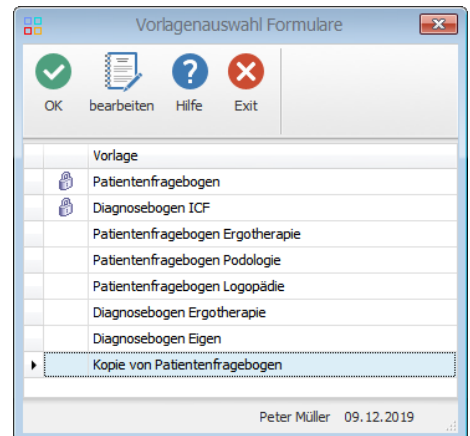 Vorlagenauswahl Formulare
OK bearbeiten Hilfe Exit
Vorlage
Patientenfragebogen
Diagnosebogen ICF
Patientenfragebogen Ergotherapie
Patientenfragebogen Podologie
Patientenfragebogen Logopädie
Diagnosebogen Ergotherapie
Diagnosebogen Eigen
Kopie von Patientenfragebogen
Peter Müller 09.12.2019